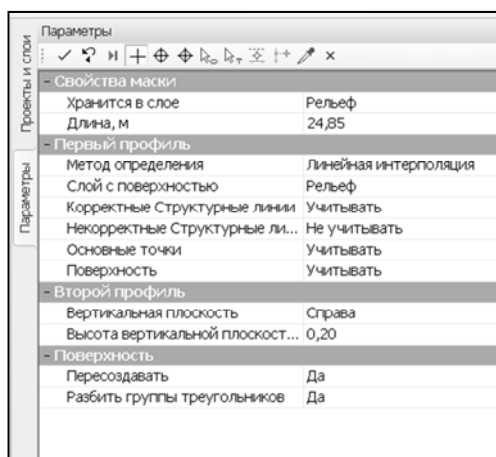 Параметры
Проекты и слои
Параметры
- Свойства маски
Хранится в слое Рельеф
Длина, м 24,85
- Первый профиль
Метод определения Линейная интерполяция
Слой с поверхностью Рельеф
Корректные Структурные линии Учитывать
Некорректные Структурные ли... Не учитывать
Основные точки Учитывать
Поверхность Учитывать
- Второй профиль
Вертикальная плоскость Справа
Высота вертикальной плоскост... 0,20
- Поверхность
Пересоздавать Да
Разбить группы треугольников Да